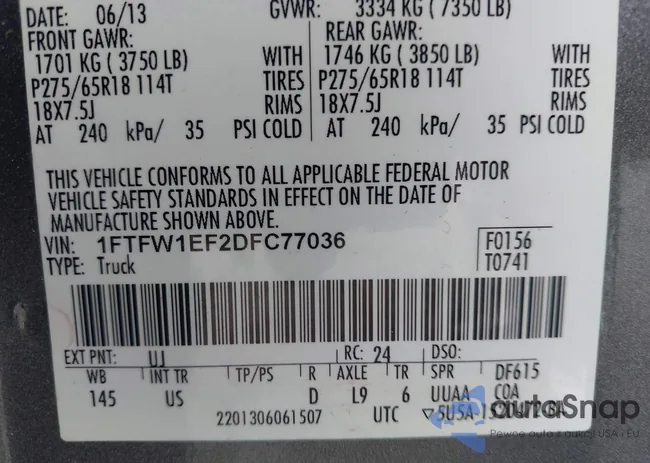 DATE: 06/13 GVWR: 3334 KG ( 7350 LB)
FRONT GAWR: REAR GAWR:
1701 KG ( 3750 LB) WITH 1746 KG ( 3850 LB) WITH
P275/65R18 114T TIRES P275/65R18 114T TIRES
18X7.5J RIMS 18X7.5J RIMS
AT 240 kPa/ 35 PSI COLD AT 240 kPa/ 35 PSI COLD
THIS VEHICLE CONFORMS TO ALL APPLICABLE FEDERAL MOTOR
VEHICLE SAFETY STANDARDS IN EFFECT ON THE DATE OF
MANUFACTURE SHOWN ABOVE.
VIN: 1FTFW1EF2DFC77036 F0156
TYPE: Truck T0741
EXT PNT: UJ RC: 24 DSO:
WB INT TR TP/PS R AXLE TR SPR DF615
145 US D L9 6 UUAA COA
2201306061507 UTC
autoSnap
Pewne auto z aukcji USA i EU